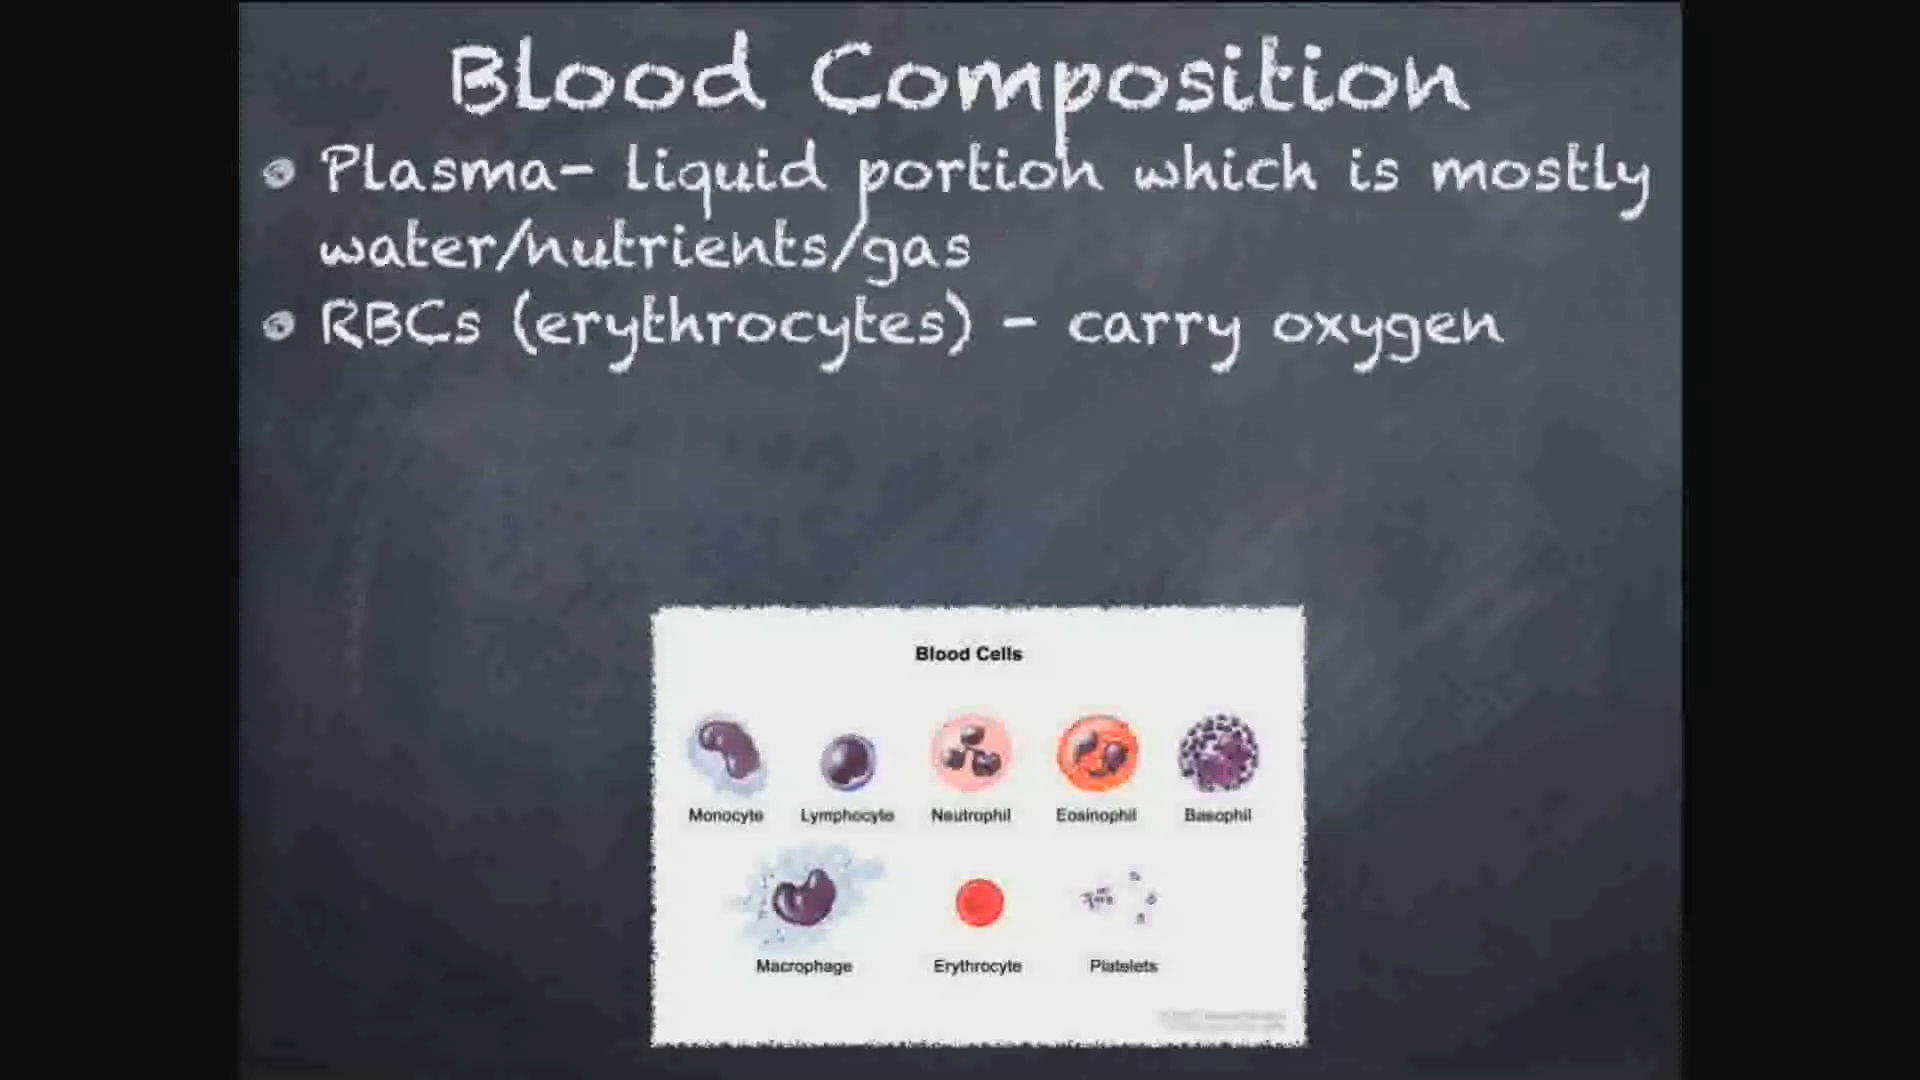 Blood Composition
Plasma- liquid portion which is mostly
water/nutrients/gas
RBCs (erythrocytes) - carry oxygen
Blood Cells
Monocyte Lymphocyte Neutrophil Eosinophil Basophil
Macrophage Erythrocyte Platelets